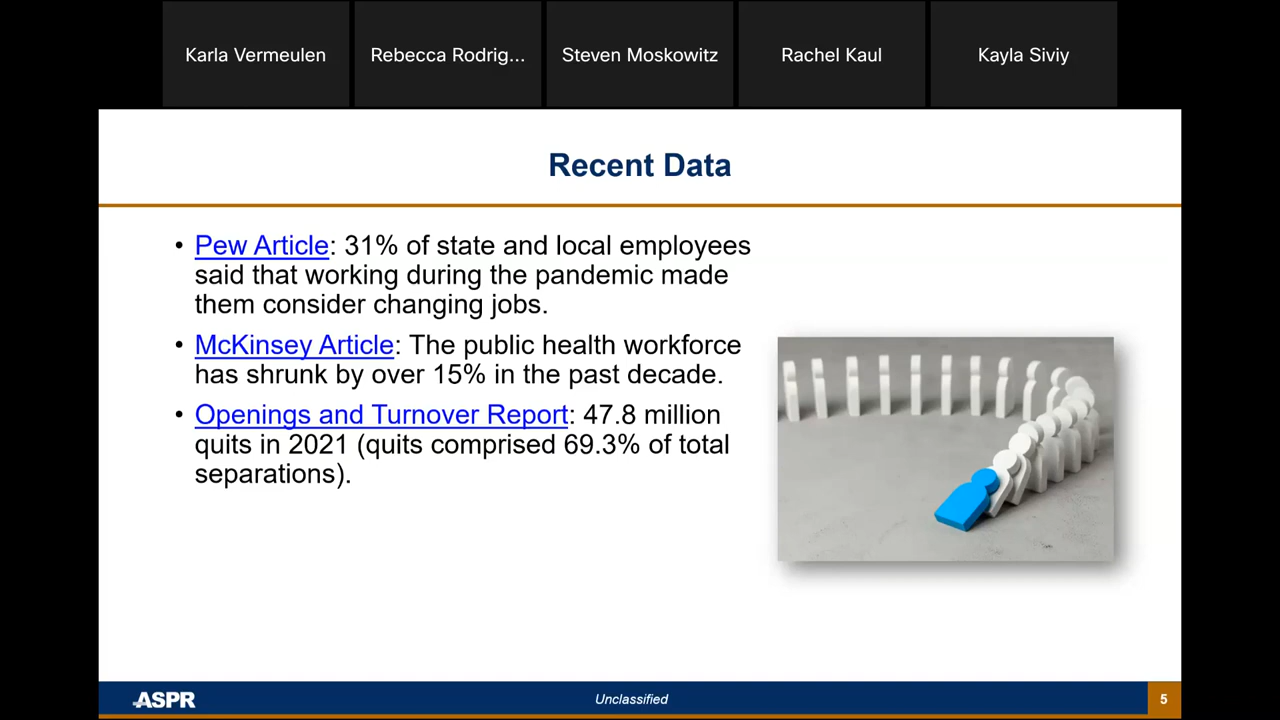 Karla Vermeulen
Rebecca Rodrig...
Steven Moskowitz
Rachel Kaul
Kayla Siviy
Recent Data
• Pew Article: 31% of state and local employees
said that working during the pandemic made
them consider changing jobs.
• McKinsey Article: The public health workforce
has shrunk by over 15% in the past decade.
• Openings and Turnover Report: 47.8 million
quits in 2021 (quits comprised 69.3% of total
separations).
ASPR
Unclassified
5